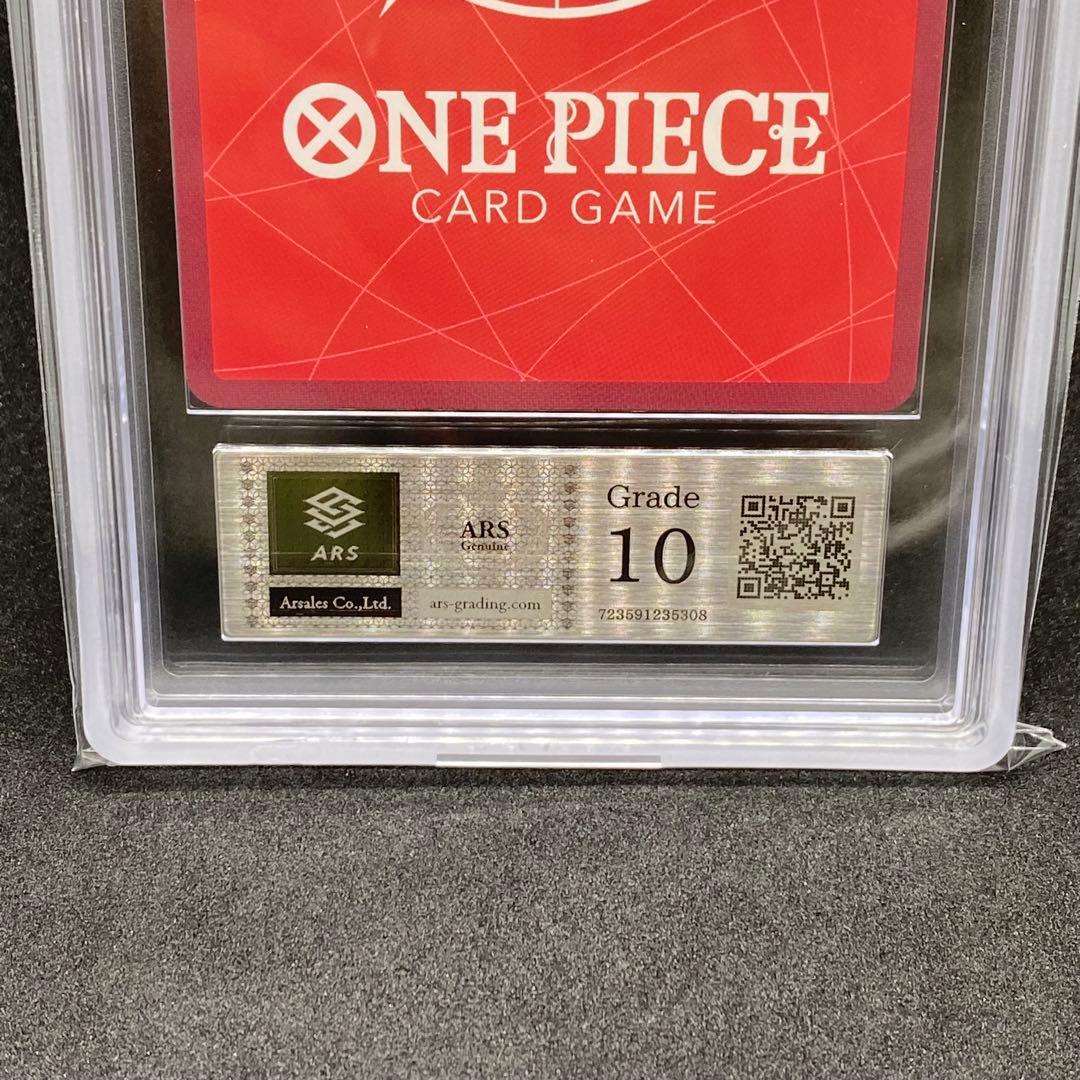 ONE PIECE
CARD GAME
ARS
Arsales Co.,Ltd.
ARS
Genuine
ars-grading.com
Grade
10
723591235308